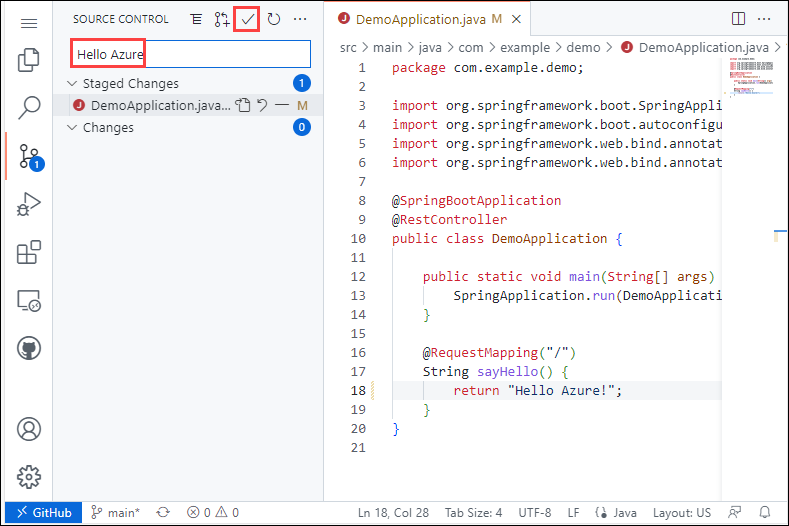 SOURCE CONTROL
Hello Azure
Staged Changes 1
DemoApplication.java... M
Changes 0
1
DemoApplication.java M
src > main > java > com > example > demo > DemoApplication.java >
1 package com.example.demo;
2
3 import org.springframework.boot.SpringAppli
4 import org.springframework.boot.autoconfigu
5 import org.springframework.web.bind.annotat
6 import org.springframework.web.bind.annotat
7
8 @SpringBootApplication
9 @RestController
10 public class DemoApplication {
11
12 public static void main(String[] args)
13 SpringApplication.run(DemoApplicati
14 }
15
16 @RequestMapping("/")
17 String sayHello() {
18 return "Hello Azure!";
19 }
20 }
21
GitHub main* 0 0 Ln 18, Col 28 Tab Size: 4 UTF-8 LF Java Layout: US